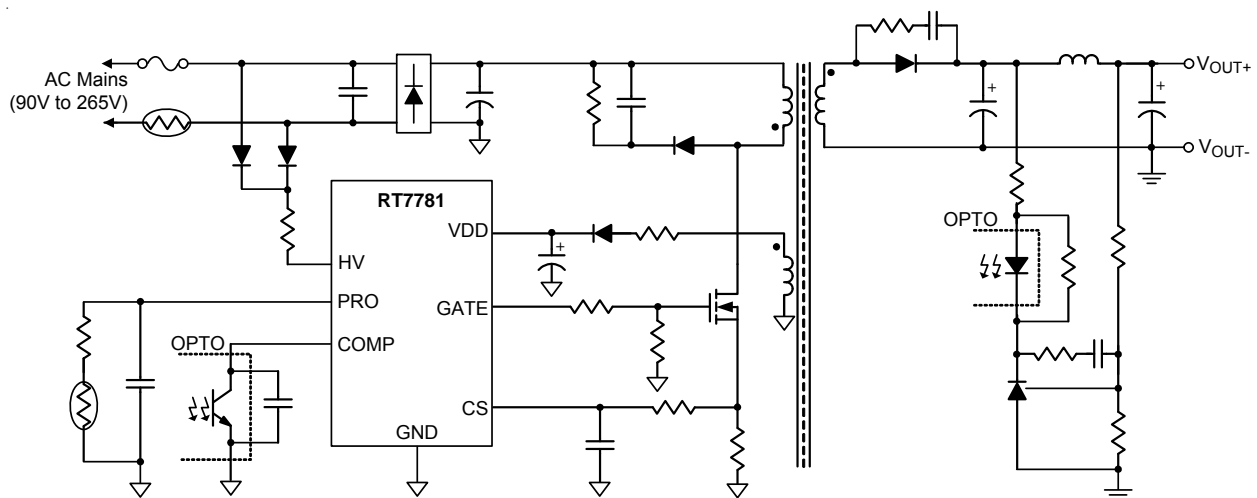 AC Mains
(90V to 265V)
+
+
+
VOUT+
VOUT-
RT7781
VDD
+
HV
PRO
GATE
COMP
OPTO
OPTO
CS
GND